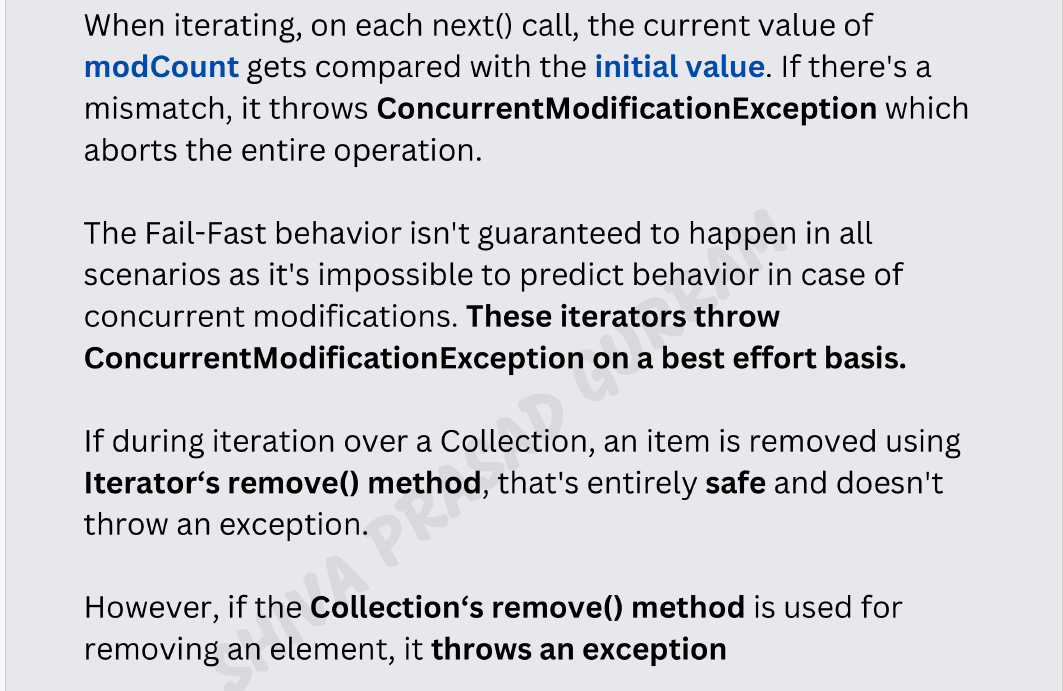 When iterating, on each next() call, the current value of
modCount gets compared with the initial value. If there's a
mismatch, it throws ConcurrentModificationException which
aborts the entire operation.
The Fail-Fast behavior isn't guaranteed to happen in all
scenarios as it's impossible to predict behavior in case of
concurrent modifications. These iterators throw
ConcurrentModificationException on a best effort basis.
If during iteration over a Collection, an item is removed using
Iterator‘s remove() method, that's entirely safe and doesn't
throw an exception.
However, if the Collection‘s remove() method is used for
removing an element, it throws an exception
SHIVA PRASAD GURRAM